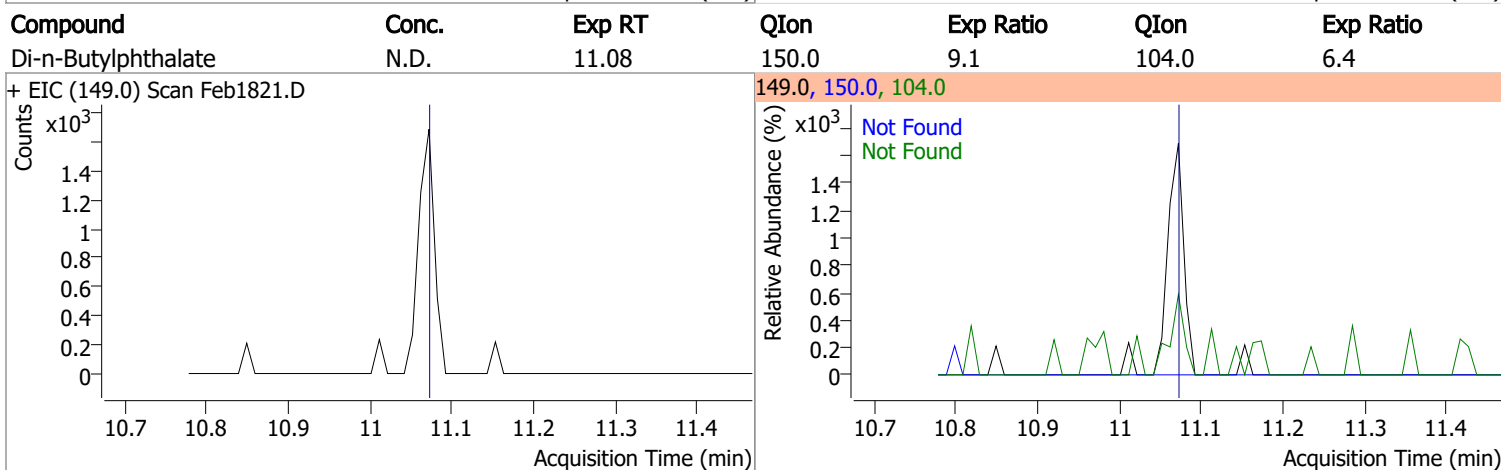 Compound Conc. Exp RT QIon Exp Ratio QIon Exp Ratio
Di-n-Butylphthalate N.D. 11.08 150.0 9.1 104.0 6.4
+ EIC (149.0) Scan Feb1821.D
Counts
x10³
1.4
1.2
1
0.8
0.6
0.4
0.2
0
10.7 10.8 10.9 11 11.1 11.2 11.3 11.4
Acquisition Time (min)
149.0, 150.0, 104.0
Relative Abundance (%)
x10³
Not Found
Not Found
1.4
1.2
1
0.8
0.6
0.4
0.2
0
10.7 10.8 10.9 11 11.1 11.2 11.3 11.4
Acquisition Time (min)